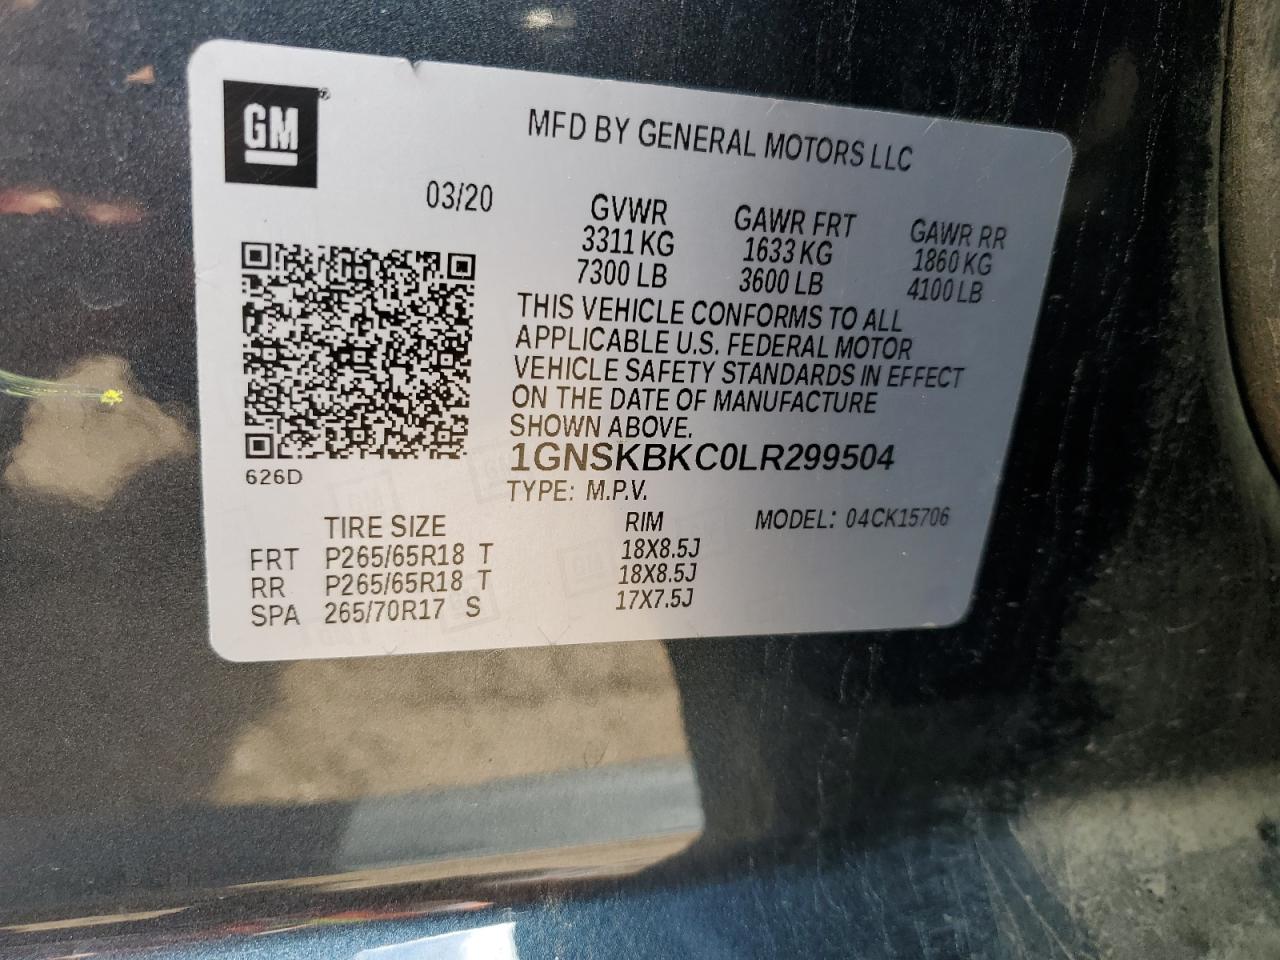 GM®
MFD BY GENERAL MOTORS LLC
03/20
GVWR GAWR FRT GAWR RR
3311 KG 1633 KG 1860 KG
7300 LB 3600 LB 4100 LB
THIS VEHICLE CONFORMS TO ALL
APPLICABLE U.S. FEDERAL MOTOR
VEHICLE SAFETY STANDARDS IN EFFECT
ON THE DATE OF MANUFACTURE
SHOWN ABOVE.
1GNSKBKC0LR299504
626D
TYPE: M.P.V.
MODEL: 04CK15706
TIRE SIZE RIM
FRT P265/65R18 T 18X8.5J
RR P265/65R18 T 18X8.5J
SPA 265/70R17 S 17X7.5J